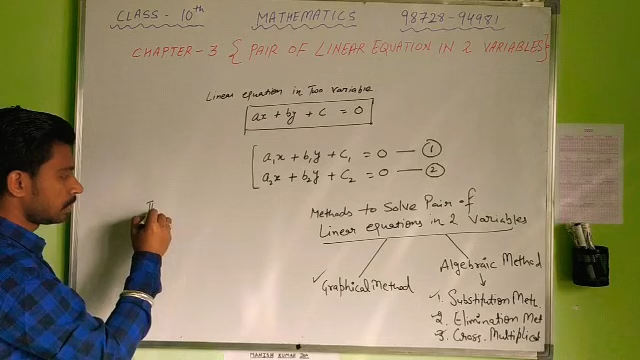 CLASS - 10th MATHEMATICS 98728-94981
CHAPTER-3 { PAIR OF LINEAR EQUATION IN 2 VARIABLES}
Linear equation in Two Variable
ax + by + c = 0
a₁x + b₁y + C₁ = 0 — ①
a₂x + b₂y + C₂ = 0 — ②
Methods to Solve Pair of
Linear equations in 2 Variables
Graphical Method
Algebraic Method
1. Substitution Meth
2. Elimination Met
3. Cross. Multiplicat
MANISH KUMAR